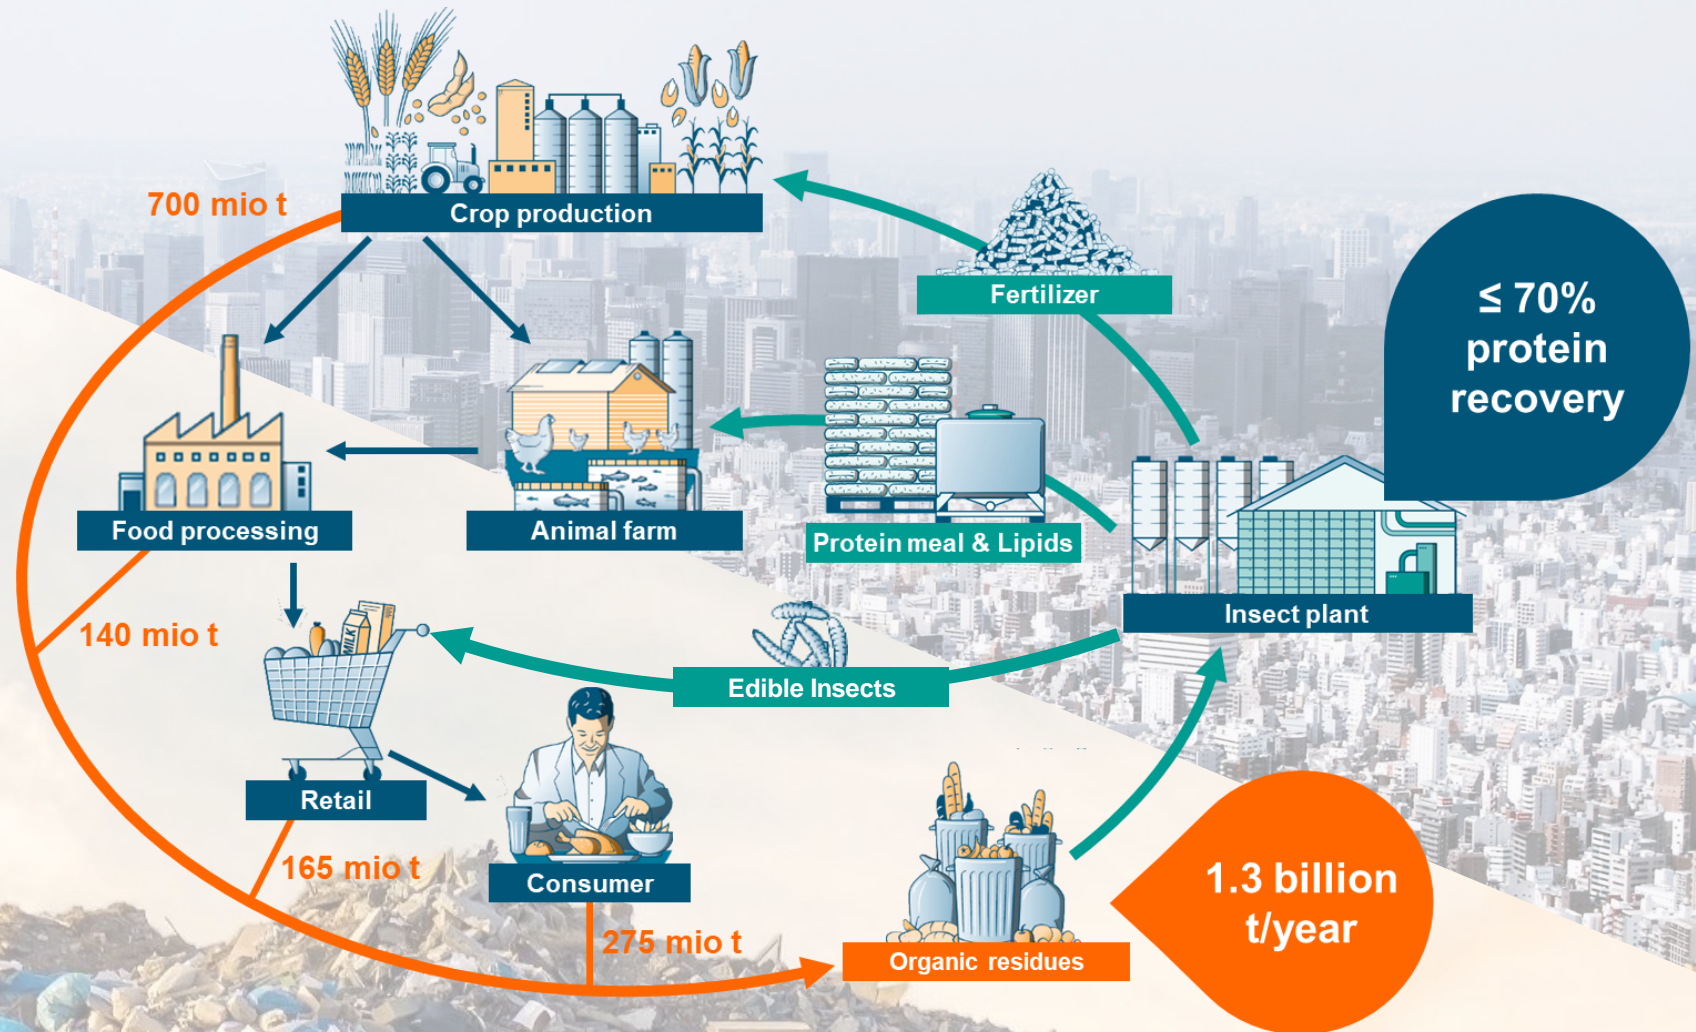 700 mio t
Crop production
Fertilizer
≤ 70%
protein
recovery
Food processing
Animal farm
Protein meal & Lipids
Insect plant
140 mio t
MILK
Edible Insects
Retail
165 mio t
Consumer
275 mio t
Organic residues
1.3 billion
t/year